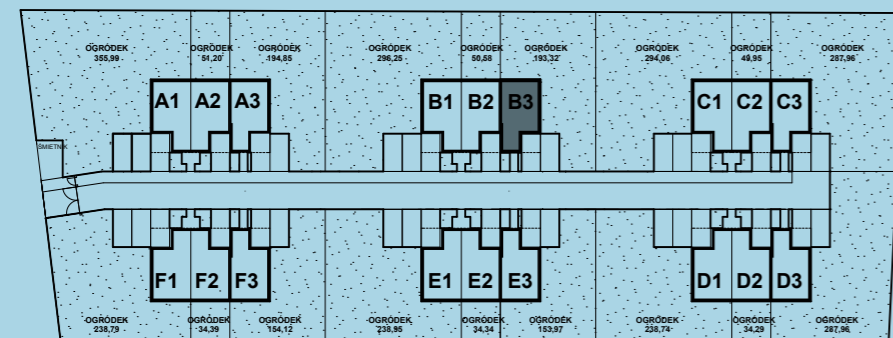 OGRÓDEK OGRÓDEK OGRÓDEK OGRÓDEK OGRÓDEK OGRÓDEK OGRÓDEK OGRÓDEK OGRÓDEK
355,99 51,20 194,85 296,25 50,58 193,32 294,06 49,95 287,96
A1 A2 A3 B1 B2 B3 C1 C2 C3
ŚMIETNIK
F1 F2 F3 E1 E2 E3 D1 D2 D3
OGRÓDEK OGRÓDEK OGRÓDEK OGRÓDEK OGRÓDEK OGRÓDEK OGRÓDEK OGRÓDEK OGRÓDEK
238,79 34,39 154,12 238,95 34,34 153,97 238,74 34,29 287,96